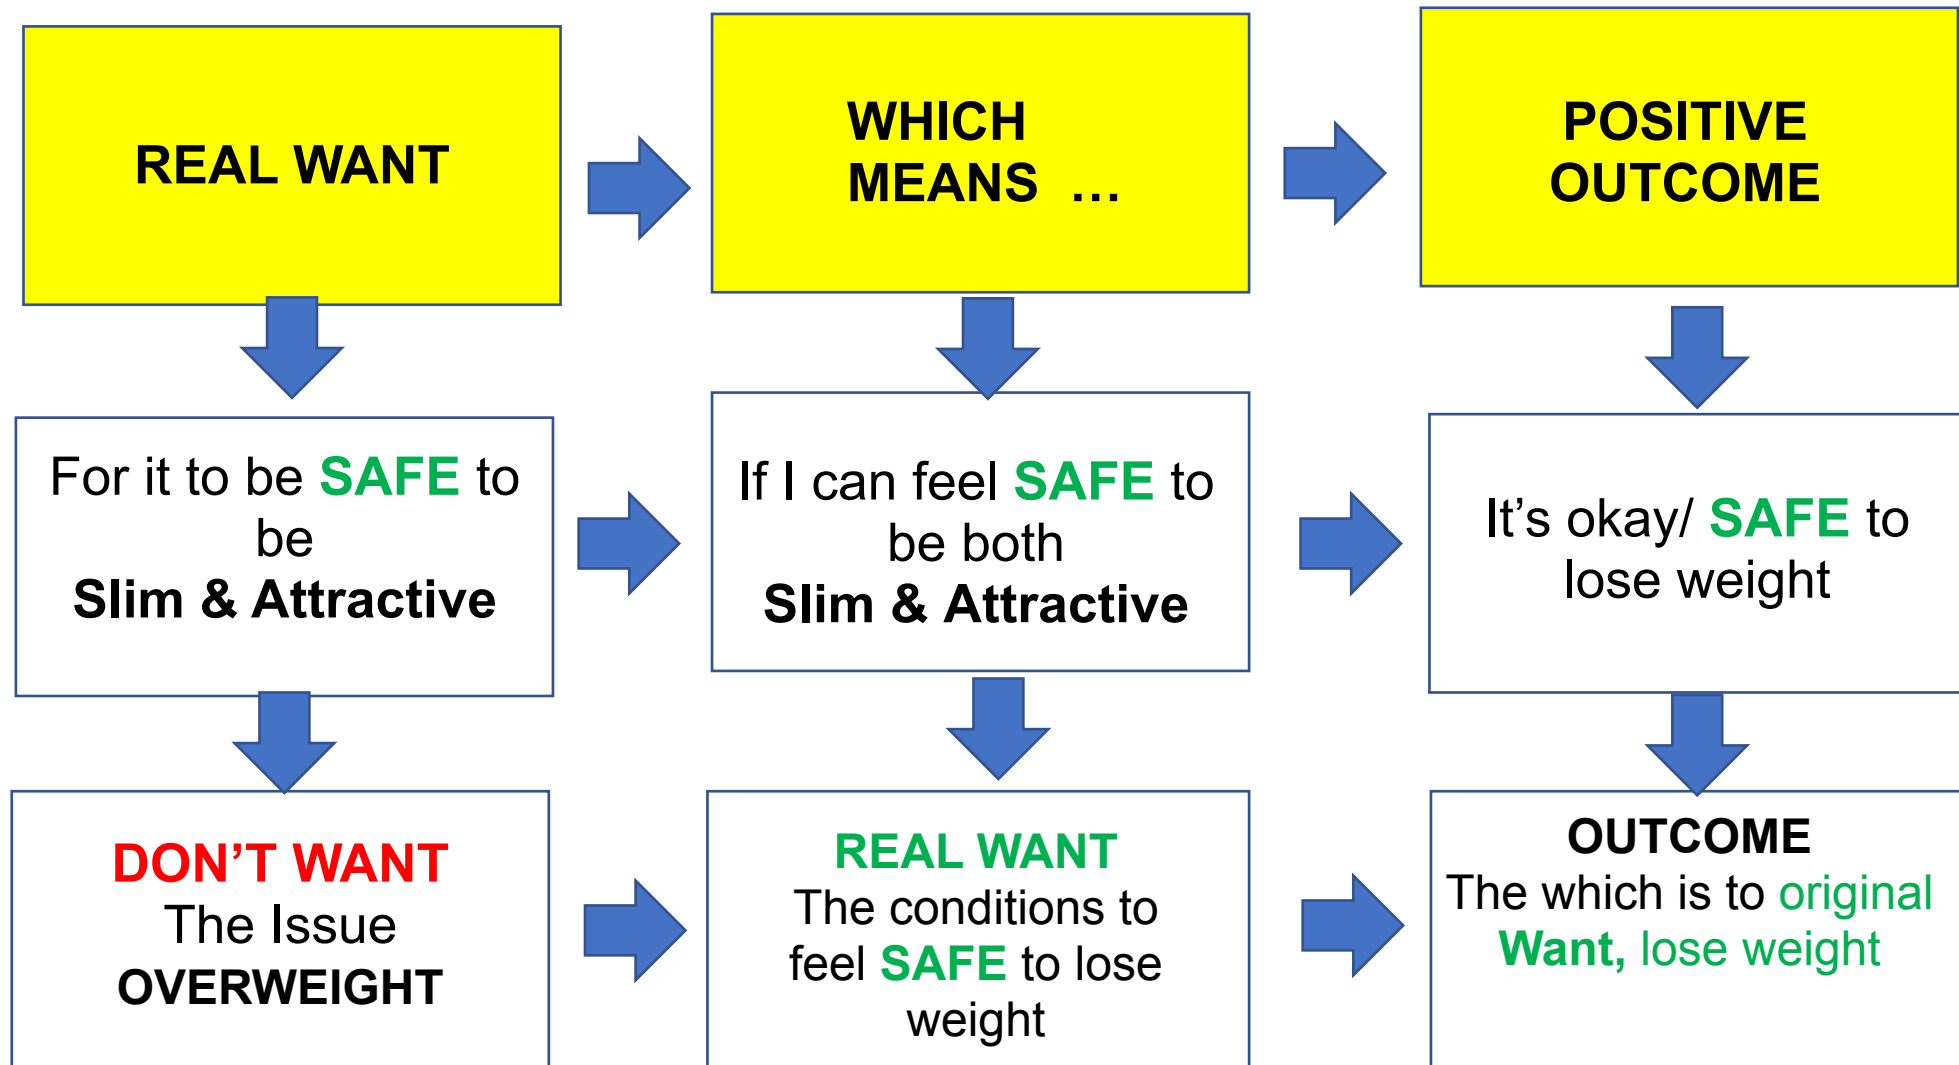 REAL WANT
WHICH
MEANS …
POSITIVE
OUTCOME
For it to be SAFE to
be
Slim & Attractive
If I can feel SAFE to
be both
Slim & Attractive
It’s okay/ SAFE to
lose weight
DON’T WANT
The Issue
OVERWEIGHT
REAL WANT
The conditions to
feel SAFE to lose
weight
OUTCOME
The which is to original
Want, lose weight